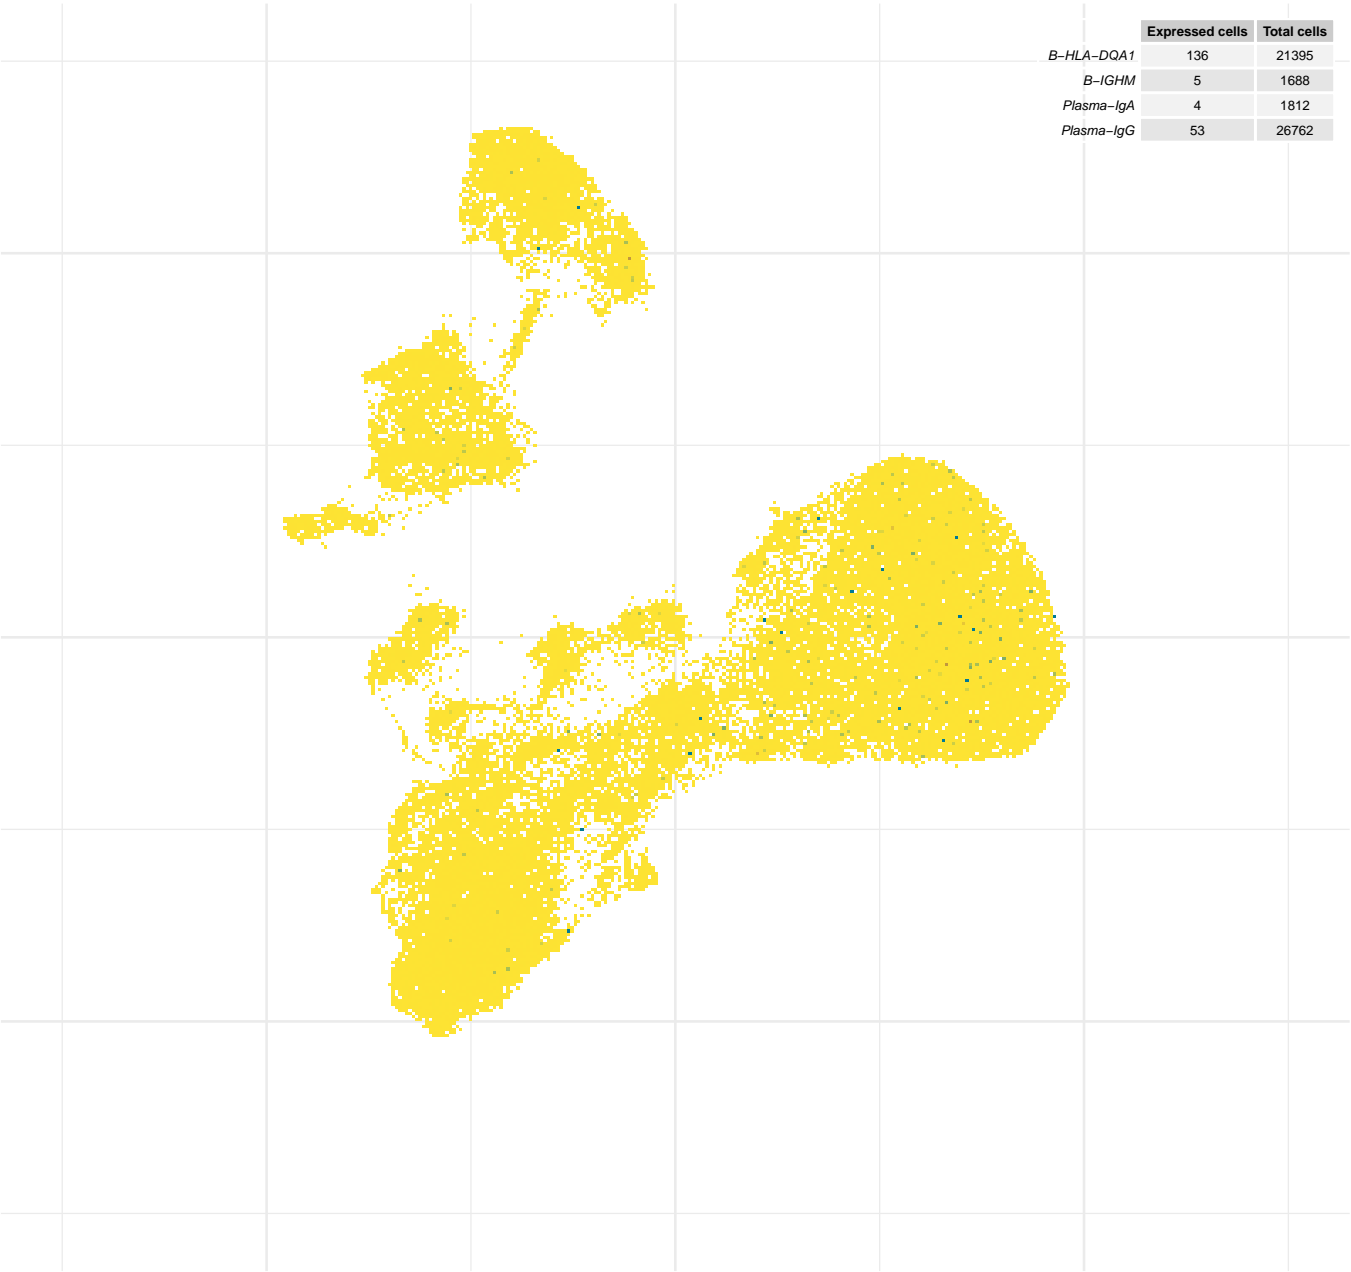 Expressed cells Total cells
B−HLA−DQA1 136 21395
B−IGHM 5 1688
Plasma−IgA 4 1812
Plasma−IgG 53 26762